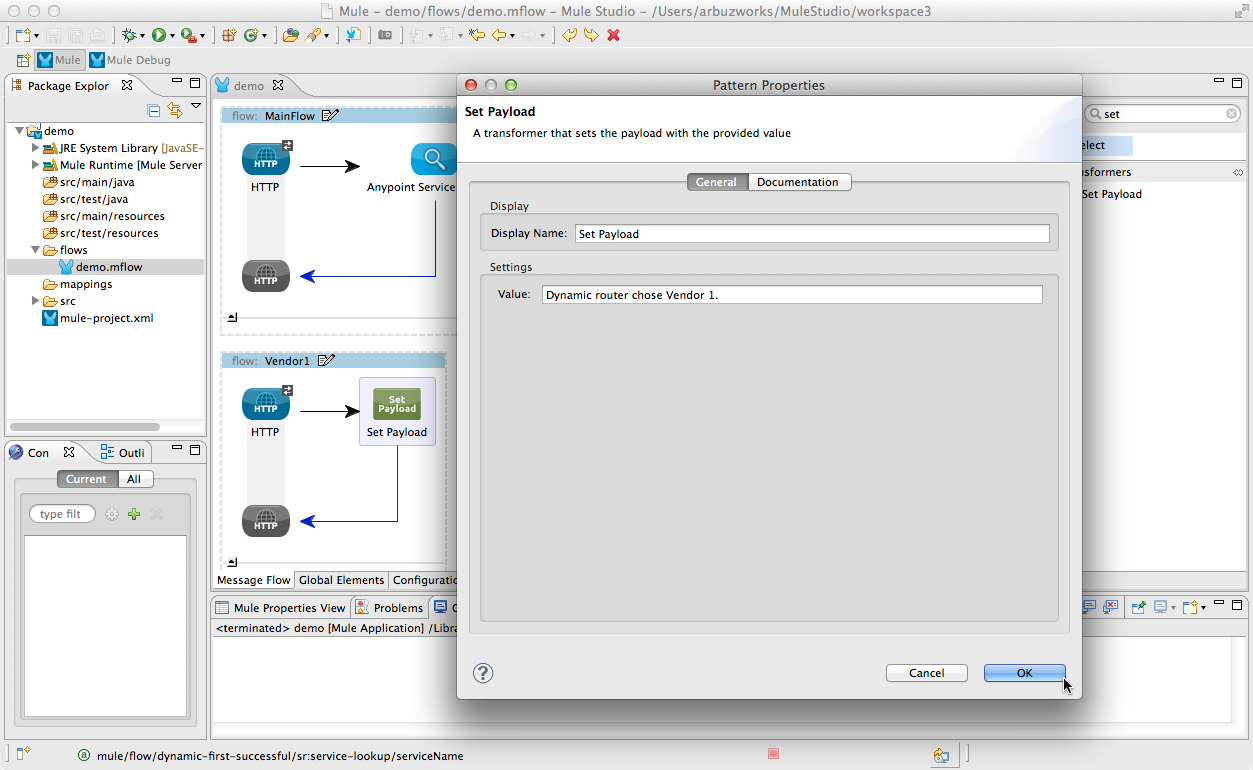 Mule – demo/flows/demo.mflow – Mule Studio – /Users/arbuzworks/MuleStudio/workspace3
Mule
Mule Debug
Package Explor
demo
JRE System Library [JavaSE-
Mule Runtime [Mule Server
src/main/java
src/test/java
src/main/resources
src/test/resources
flows
demo.mflow
mappings
src
mule-project.xml
Con
Outli
Current
All
type filt
demo
flow: MainFlow
HTTP
HTTP
Anypoint Service
HTTP
flow: Vendor1
HTTP
HTTP
Set
Payload
Set Payload
HTTP
Message Flow
Global Elements
Configuratio
Mule Properties View
Problems
C
<terminated> demo [Mule Application] /Libra
Pattern Properties
Set Payload
A transformer that sets the payload with the provided value
General
Documentation
Display
Display Name: Set Payload
Settings
Value: Dynamic router chose Vendor 1.
?
Cancel
OK
set
elect
sformers
Set Payload
mule/flow/dynamic-first-successful/sr:service-lookup/serviceName